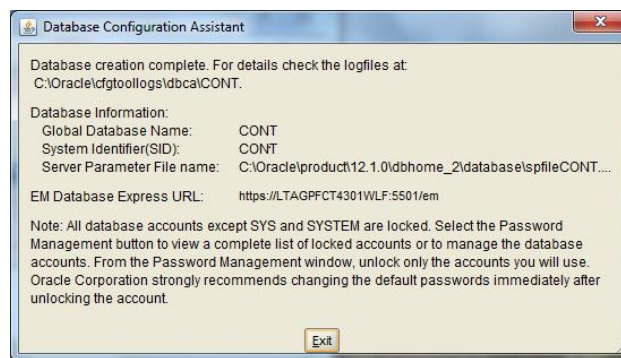 Database Configuration Assistant
Database creation complete. For details check the logfiles at:
C:\Oracle\cfgtoollogs\dbca\CONT.
Database Information:
Global Database Name: CONT
System Identifier(SID): CONT
Server Parameter File name: C:\Oracle\product\12.1.0\dbhome_2\database\spfileCONT....
EM Database Express URL: https://LTAGPFCT4301WLF:5501/em
Note: All database accounts except SYS and SYSTEM are locked. Select the Password
Management button to view a complete list of locked accounts or to manage the database
accounts. From the Password Management window, unlock only the accounts you will use.
Oracle Corporation strongly recommends changing the default passwords immediately after
unlocking the account.
Exit